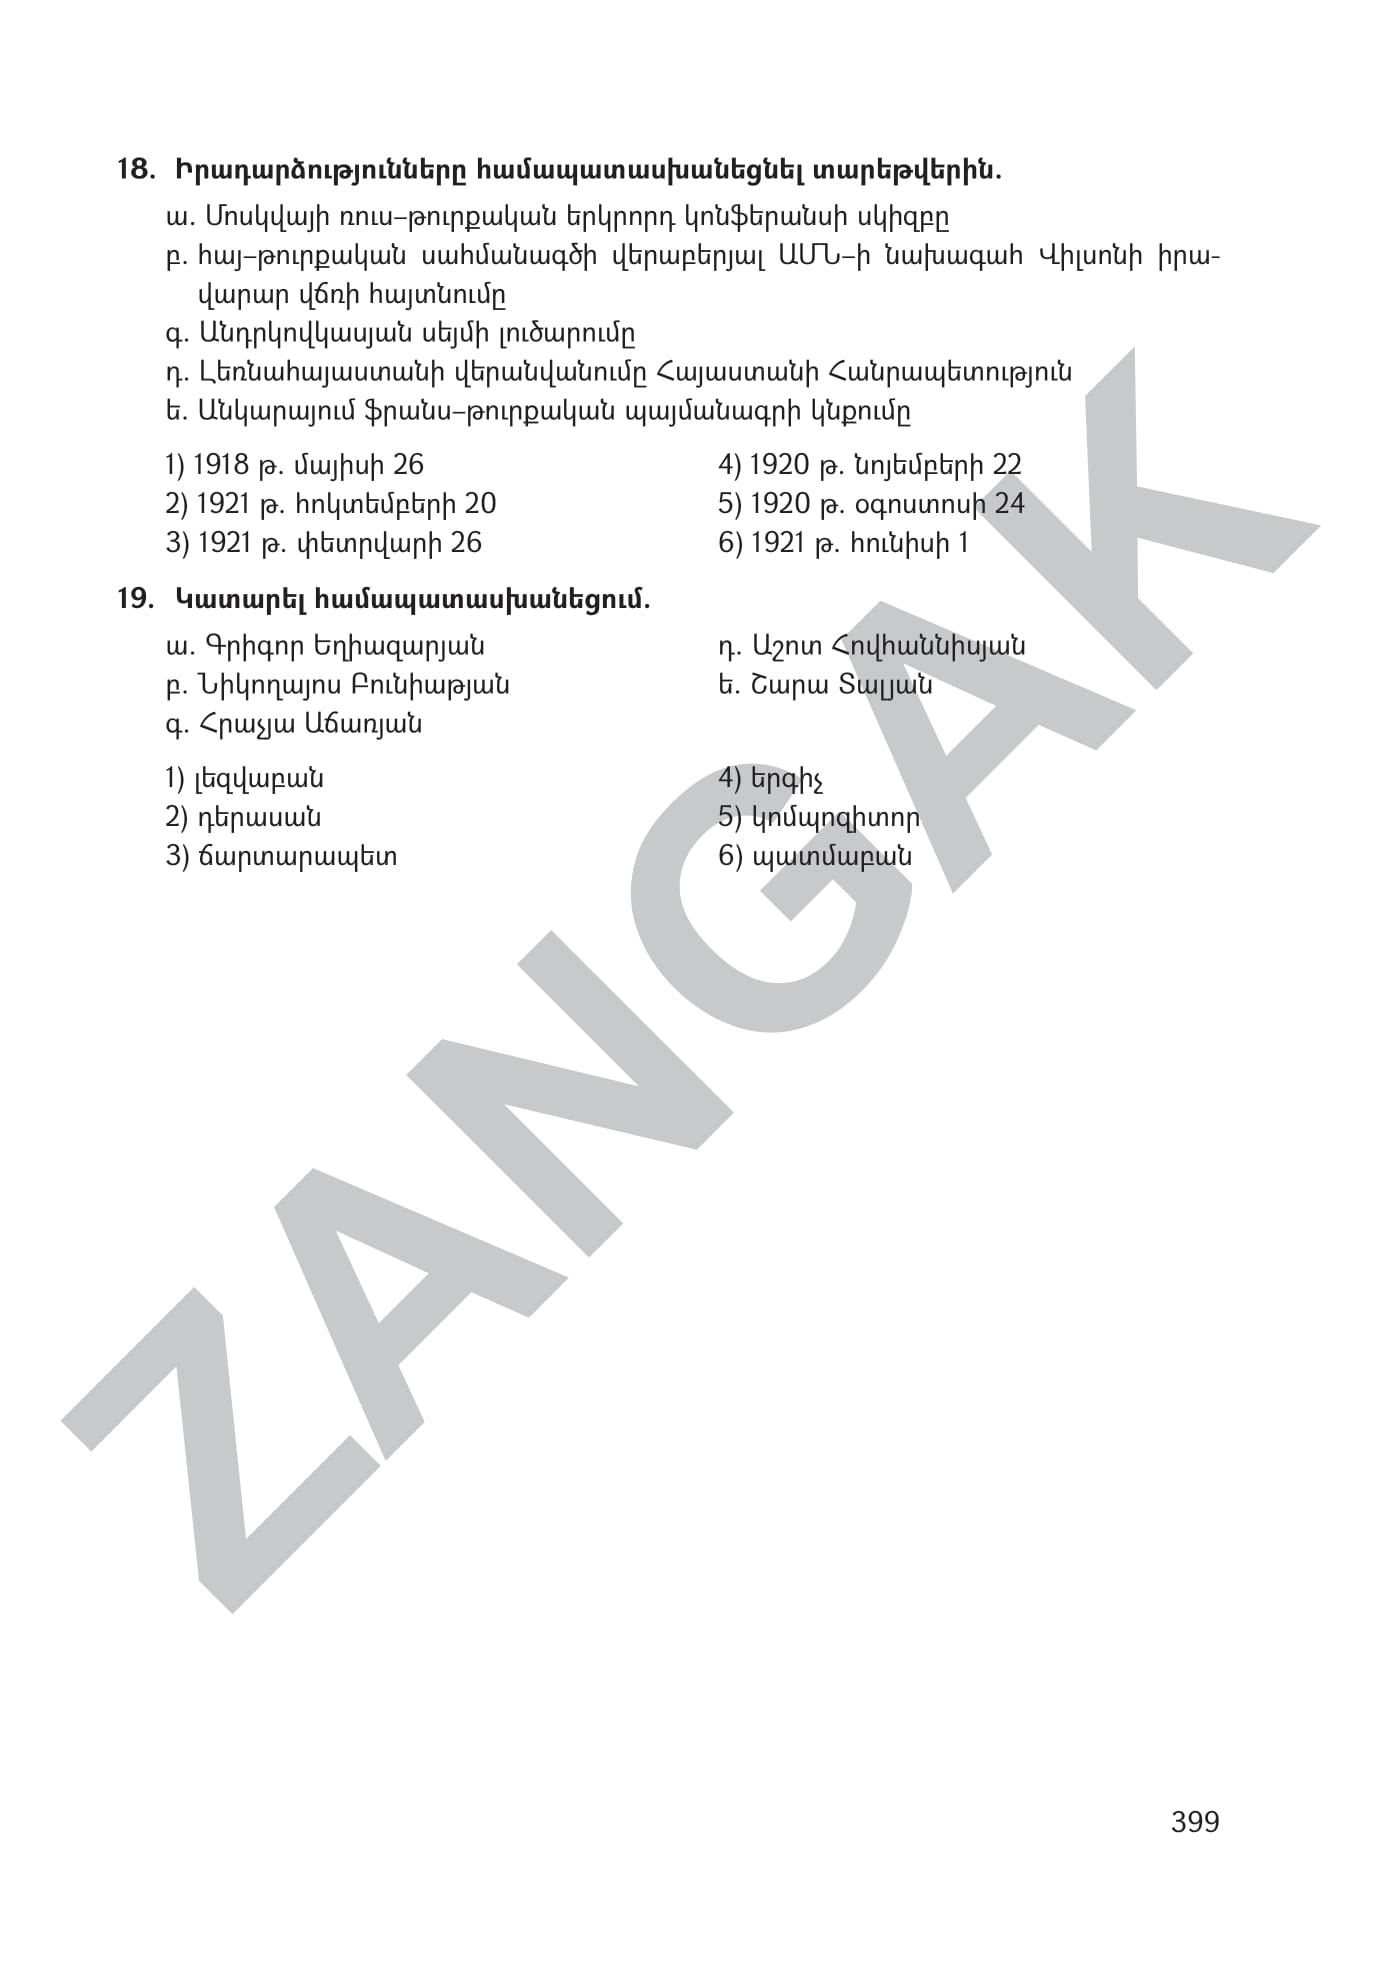 18. Իրադարձությունները համապատասխանեցնել տարեթվերին.
ա. Մոսկվայի ռուս–թուրքական երկրորդ կոնֆերանսի սկիզբը
բ. հայ–թուրքական սահմանագծի վերաբերյալ ԱՄՆ–ի նախագահ Վիլսոնի իրա-
վարար վճռի հայտնումը
գ. Անդրկովկասյան սեյմի լուծարումը
դ. Լեռնահայաստանի վերանվանումը Հայաստանի Հանրապետություն
ե. Անկարայում ֆրանս–թուրքական պայմանագրի կնքումը
1) 1918 թ. մայիսի 26
2) 1921 թ. հոկտեմբերի 20
3) 1921 թ. փետրվարի 26
4) 1920 թ. նոյեմբերի 22
5) 1920 թ. օգոստոսի 24
6) 1921 թ. հունիսի 1
19. Կատարել համապատասխանեցում.
ա. Գրիգոր Եղիազարյան
բ. Նիկողայոս Բունիաթյան
գ. Հրաչյա Աճառյան
դ. Աշոտ Հովհաննիսյան
ե. Շարա Տալյան
1) լեզվաբան
2) դերասան
3) ճարտարապետ
4) երգիչ
5) կոմպոզիտոր
6) պատմաբան
ZANGAK
399